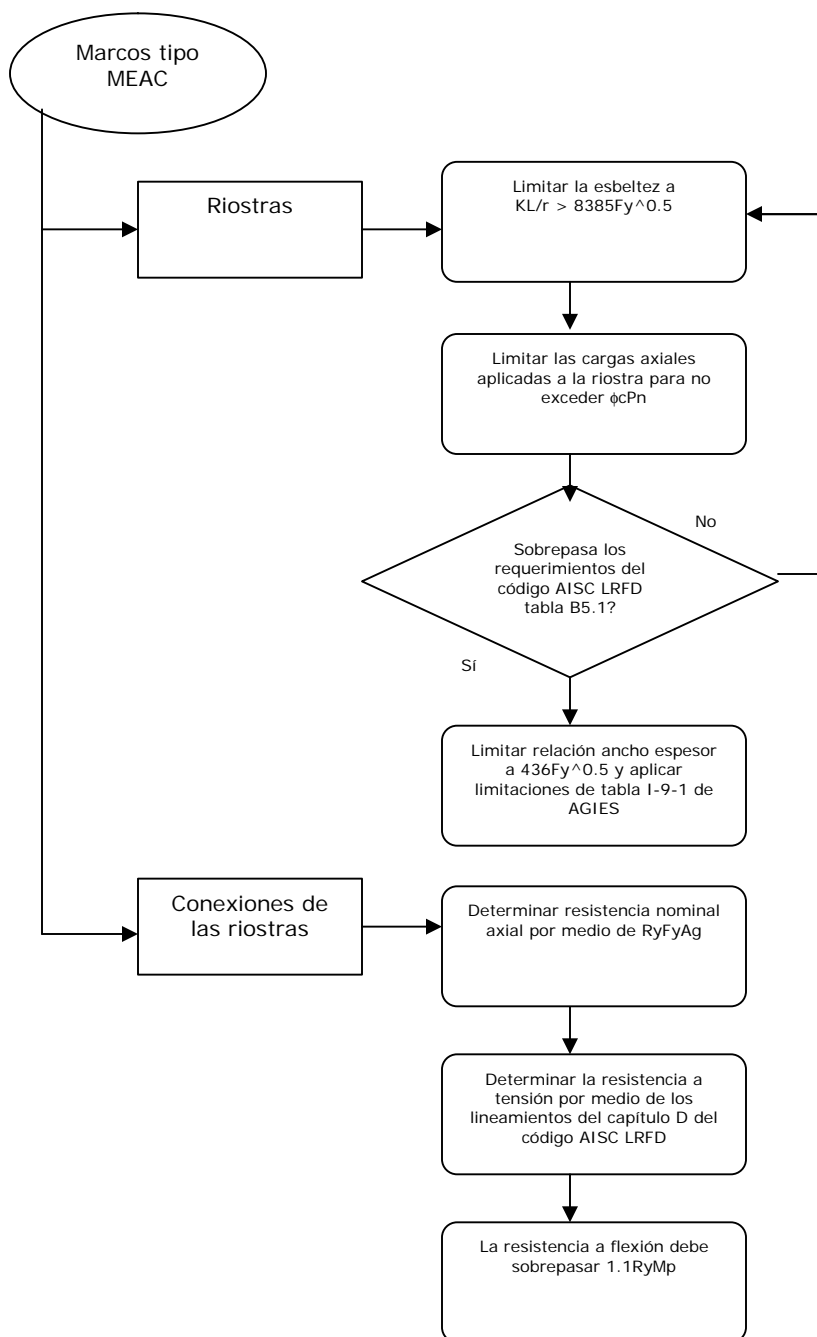 Marcos tipo
MEAC
Riostras
Limitar la esbeltez a
KL/r > 8385Fy^0.5
Limitar las cargas axiales
aplicadas a la riostra para no
exceder ϕcPn
No
Sobrepasa los
requerimientos del
código AISC LRFD
tabla B5.1?
Sí
Limitar relación ancho espesor
a 436Fy^0.5 y aplicar
limitaciones de tabla I-9-1 de
AGIES
Conexiones de
las riostras
Determinar resistencia nominal
axial por medio de RyFyAg
Determinar la resistencia a
tensión por medio de los
lineamientos del capítulo D del
código AISC LRFD
La resistencia a flexión debe
sobrepasar 1.1RyMp